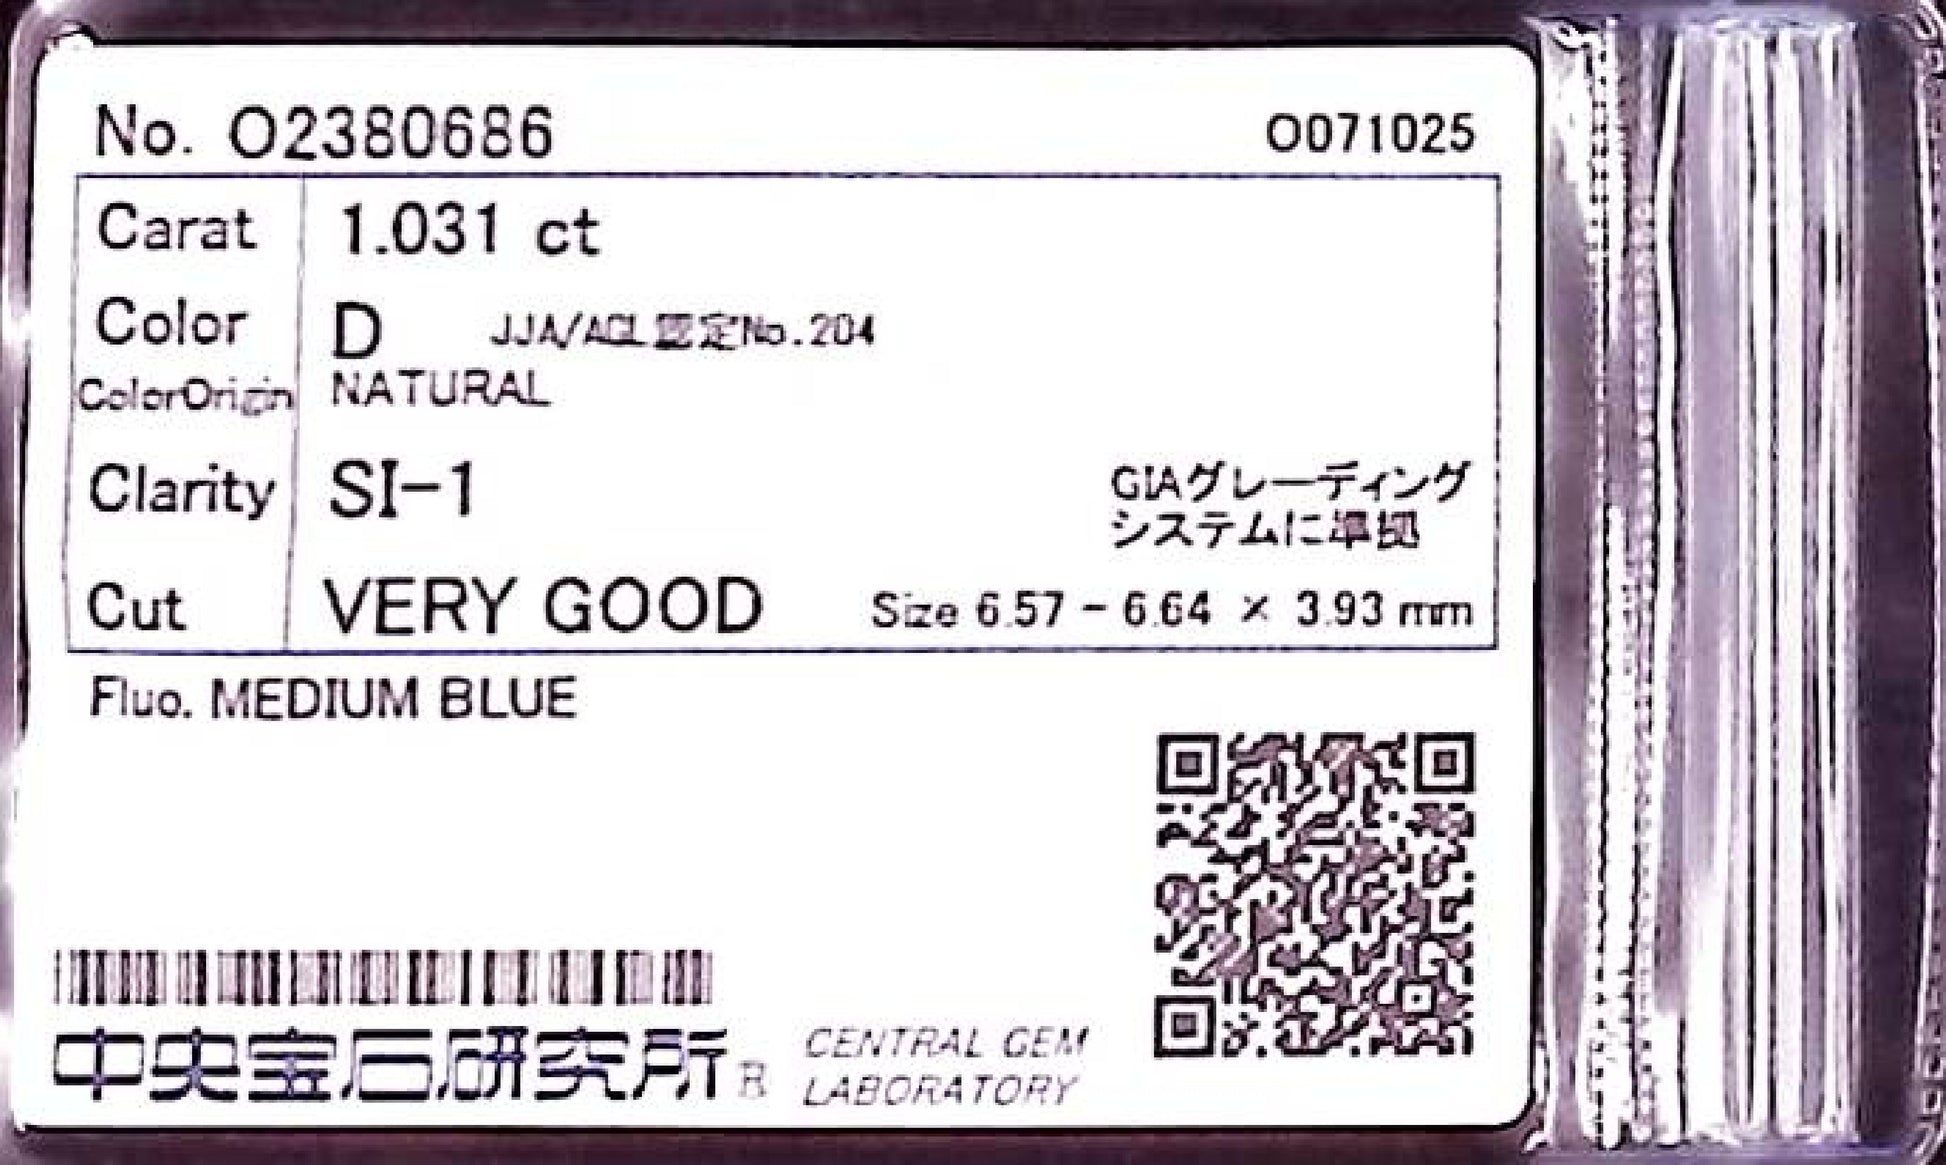 No. O2380686 O071025
Carat 1.031 ct
Color D JJA/AGL認定No.204
ColorOrigin NATURAL
Clarity SI-1 GIAグレーディング
システムに準拠
Cut VERY GOOD Size 6.57 - 6.64 × 3.93 mm
Fluo. MEDIUM BLUE
中央宝石研究所 R CENTRAL GEM
LABORATORY